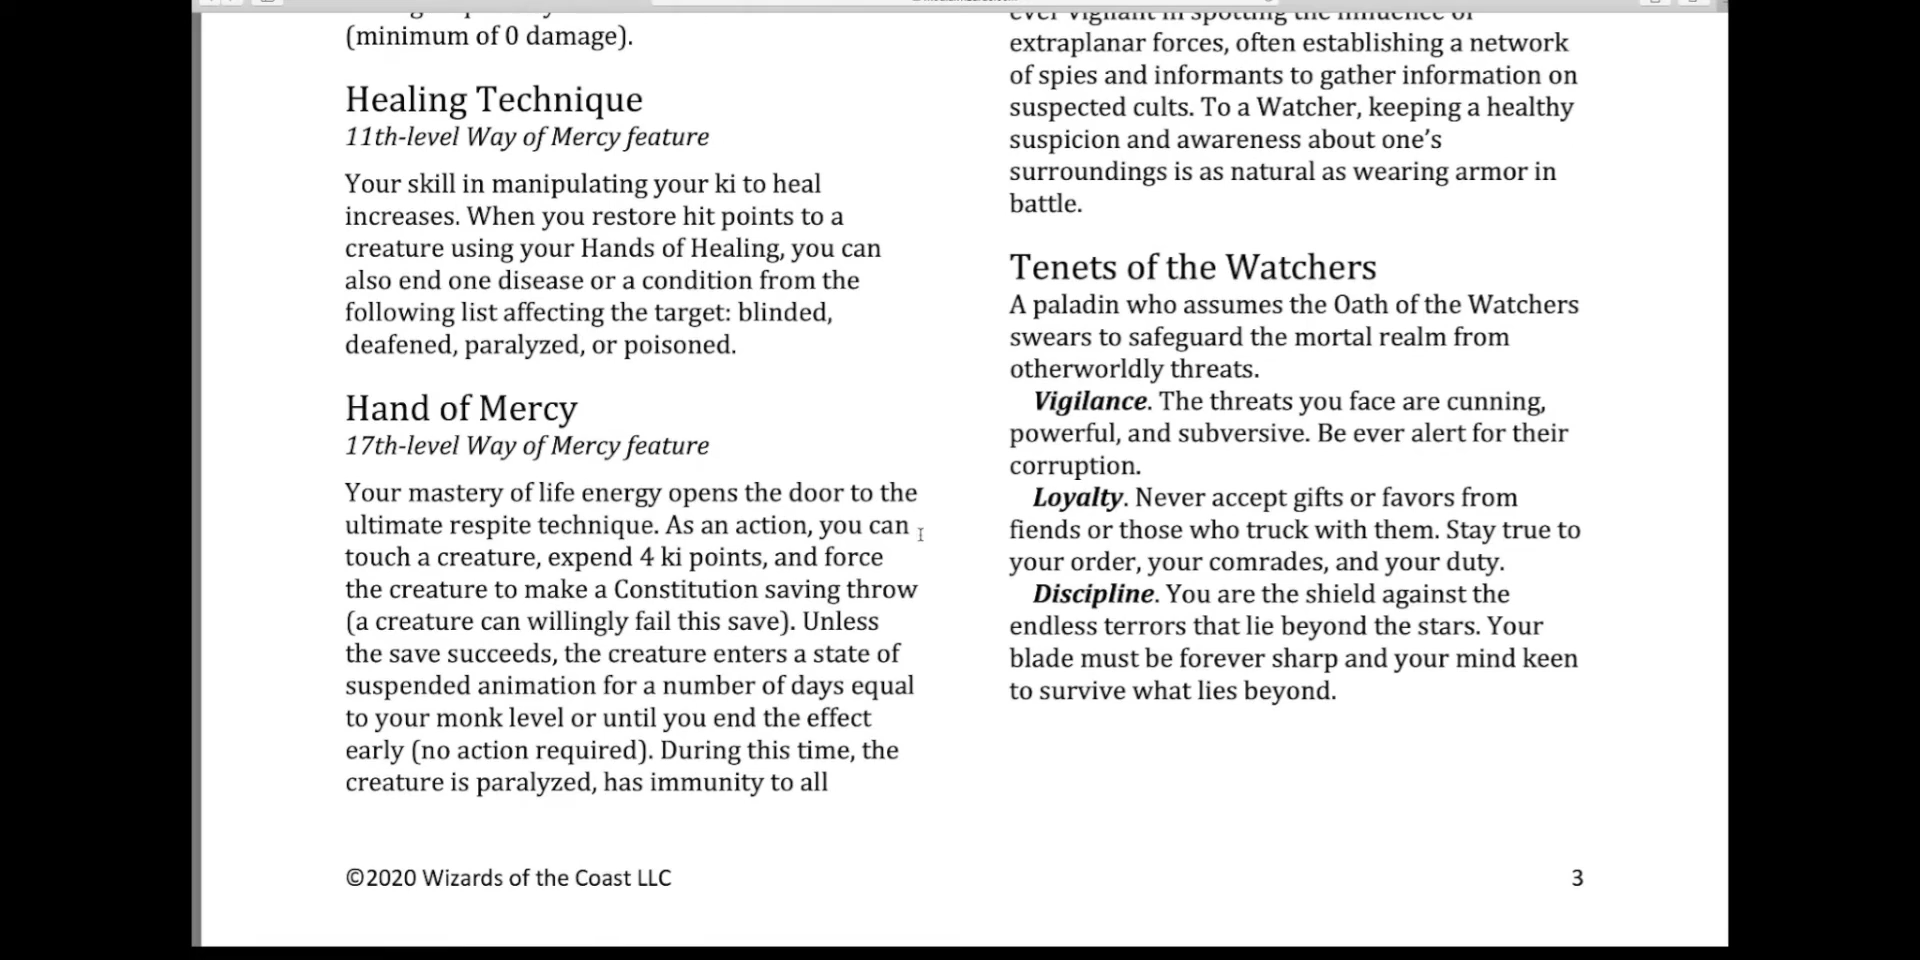 (minimum of 0 damage).
Healing Technique
11th-level Way of Mercy feature
Your skill in manipulating your ki to heal
increases. When you restore hit points to a
creature using your Hands of Healing, you can
also end one disease or a condition from the
following list affecting the target: blinded,
deafened, paralyzed, or poisoned.
Hand of Mercy
17th-level Way of Mercy feature
Your mastery of life energy opens the door to the
ultimate respite technique. As an action, you can
touch a creature, expend 4 ki points, and force
the creature to make a Constitution saving throw
(a creature can willingly fail this save). Unless
the save succeeds, the creature enters a state of
suspended animation for a number of days equal
to your monk level or until you end the effect
early (no action required). During this time, the
creature is paralyzed, has immunity to all
ever vigilant in spotting the influence of
extraplanar forces, often establishing a network
of spies and informants to gather information on
suspected cults. To a Watcher, keeping a healthy
suspicion and awareness about one’s
surroundings is as natural as wearing armor in
battle.
Tenets of the Watchers
A paladin who assumes the Oath of the Watchers
swears to safeguard the mortal realm from
otherworldly threats.
Vigilance. The threats you face are cunning,
powerful, and subversive. Be ever alert for their
corruption.
Loyalty. Never accept gifts or favors from
fiends or those who truck with them. Stay true to
your order, your comrades, and your duty.
Discipline. You are the shield against the
endless terrors that lie beyond the stars. Your
blade must be forever sharp and your mind keen
to survive what lies beyond.
©2020 Wizards of the Coast LLC
3